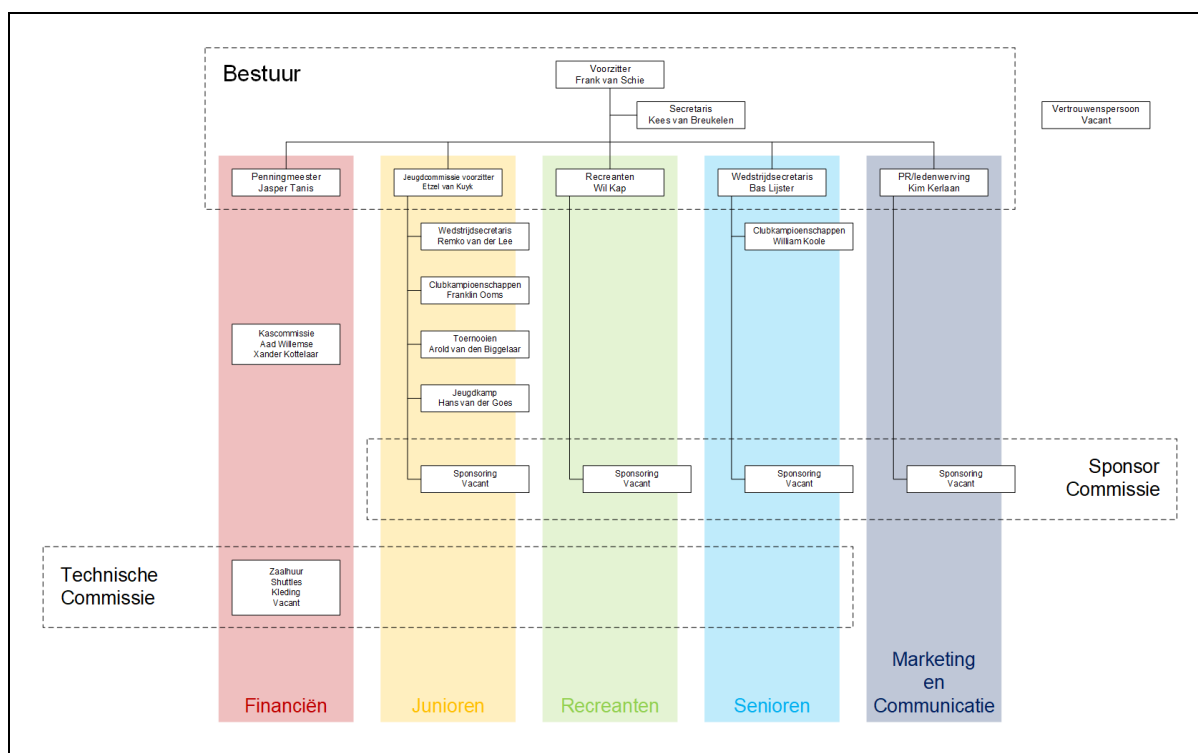 Bestuur
Voorzitter
Frank van Schie
Secretaris
Kees van Breukelen
Vertrouwenspersoon
Vacant
Penningmeester
Jasper Tanis
Jeugdcommissie voorzitter
Etzel van Kuyk
Recreanten
Wil Kap
Wedstrijdsecretaris
Bas Lijster
PR/ledenwerving
Kim Kerlaan
Wedstrijdsecretaris
Remko van der Lee
Clubkampioenschappen
William Koole
Clubkampioenschappen
Franklin Ooms
Kascommissie
Aad Willemse
Xander Kottelaar
Toernooien
Arold van den Biggelaar
Jeugdkamp
Hans van der Goes
Sponsoring
Vacant
Sponsoring
Vacant
Sponsoring
Vacant
Sponsoring
Vacant
Sponsor
Commissie
Technische
Commissie
Zaalhuur
Shuttles
Kleding
Vacant
Financiën
Junioren
Recreanten
Senioren
Marketing
en
Communicatie